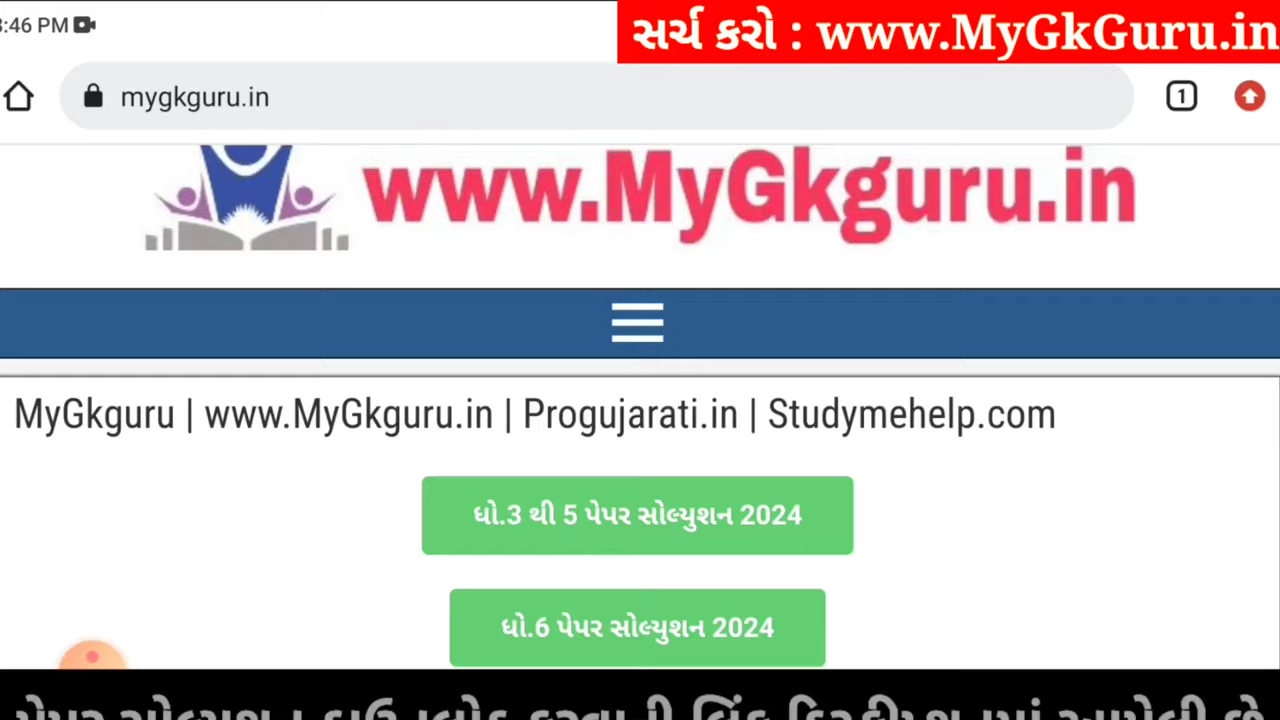 :46 PM
સર્ચ કરો : www.MyGkGuru.in
mygkguru.in
1
www.MyGkguru.in
MyGkguru | www.MyGkguru.in | Progujarati.in | Studymehelp.com
ધો.3 થી 5 પેપર સોલ્યુશન 2024
ધો.6 પેપર સોલ્યુશન 2024